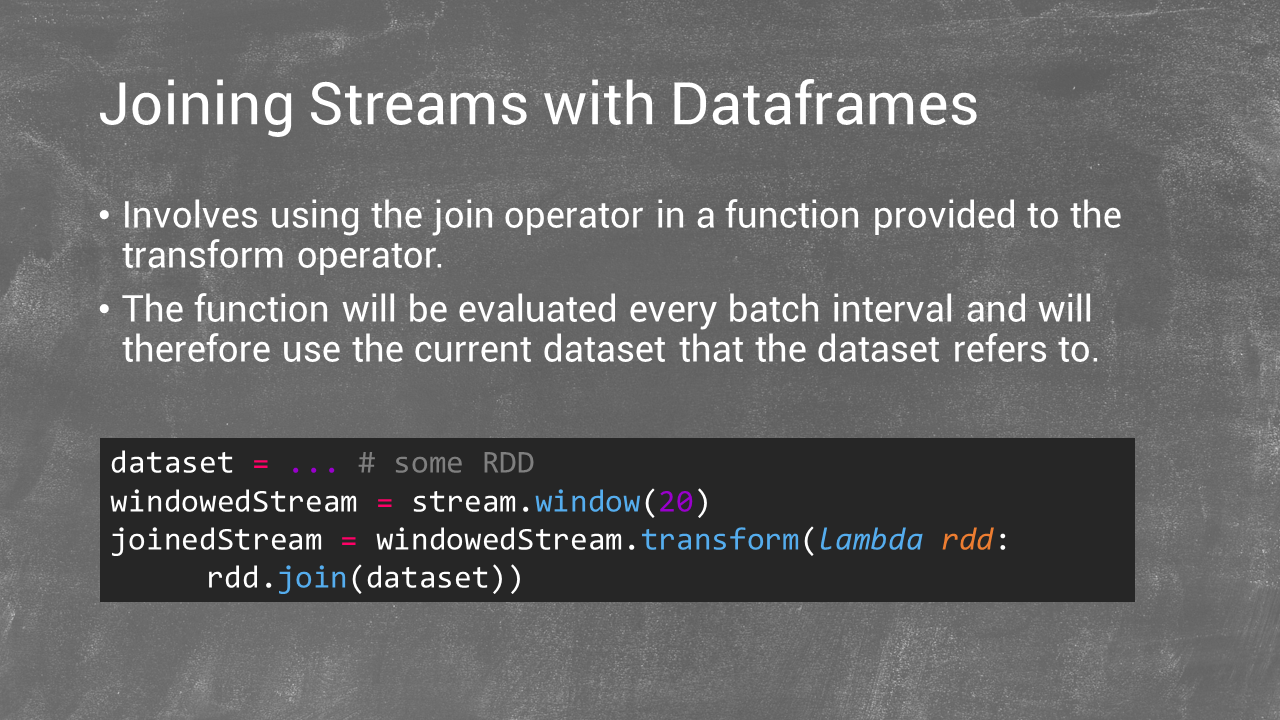 Joining Streams with Dataframes
• Involves using the join operator in a function provided to the
transform operator.
• The function will be evaluated every batch interval and will
therefore use the current dataset that the dataset refers to.
dataset = ... # some RDD
windowedStream = stream.window(20)
joinedStream = windowedStream.transform(lambda rdd:
rdd.join(dataset))